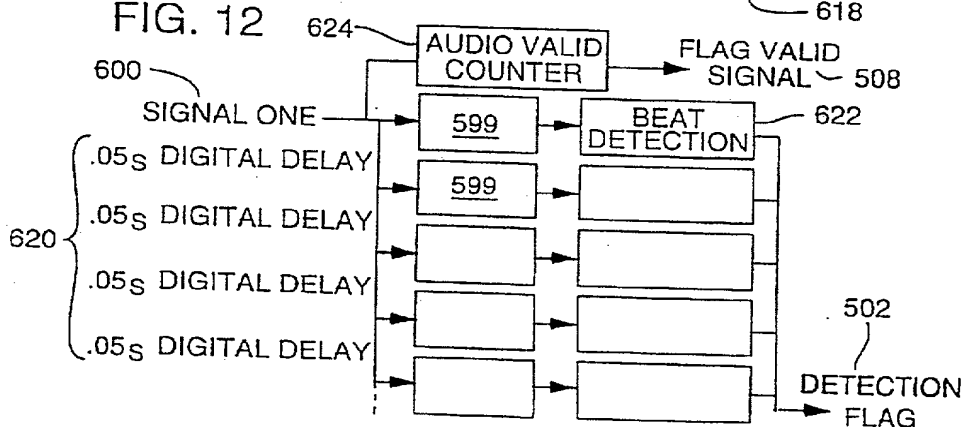 FIG. 12
618
624
AUDIO VALID
COUNTER
FLAG VALID
SIGNAL
508
600
SIGNAL ONE
599
BEAT
DETECTION
622
.05s DIGITAL DELAY
599
.05s DIGITAL DELAY
620
.05s DIGITAL DELAY
.05s DIGITAL DELAY
502
DETECTION
FLAG